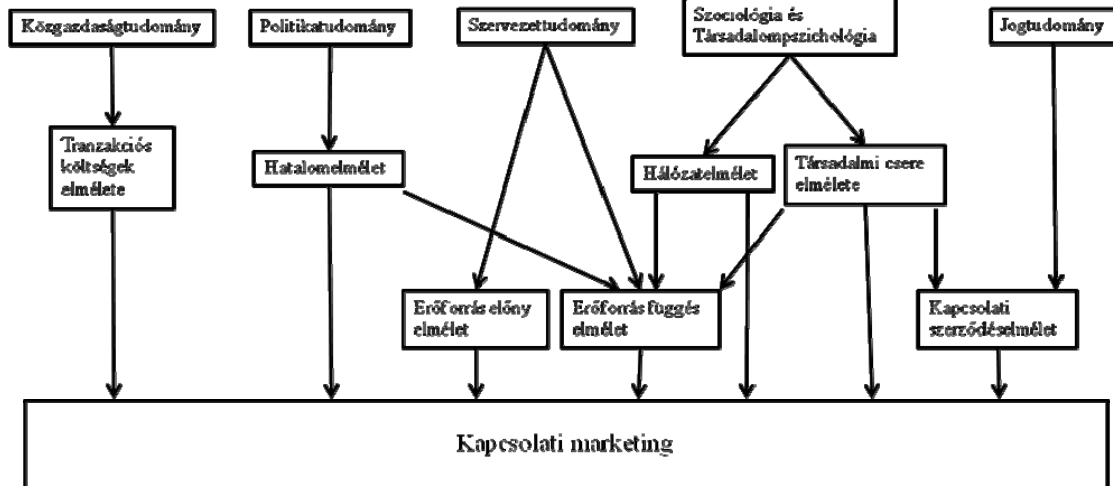 Közgazdaságtudomány
Politikatudomány
Szervezettudomány
Szociológia és
Társadalompszichológia
Jogtudomány
Tranzakciós
költségek
elmélete
Hatalomelmélet
Hálózatelmélet
Társadalmi csere
elmélete
Erőforrás előny
elmélet
Erőforrás függés
elmélet
Kapcsolati
szerződéselmélet
Kapcsolati marketing